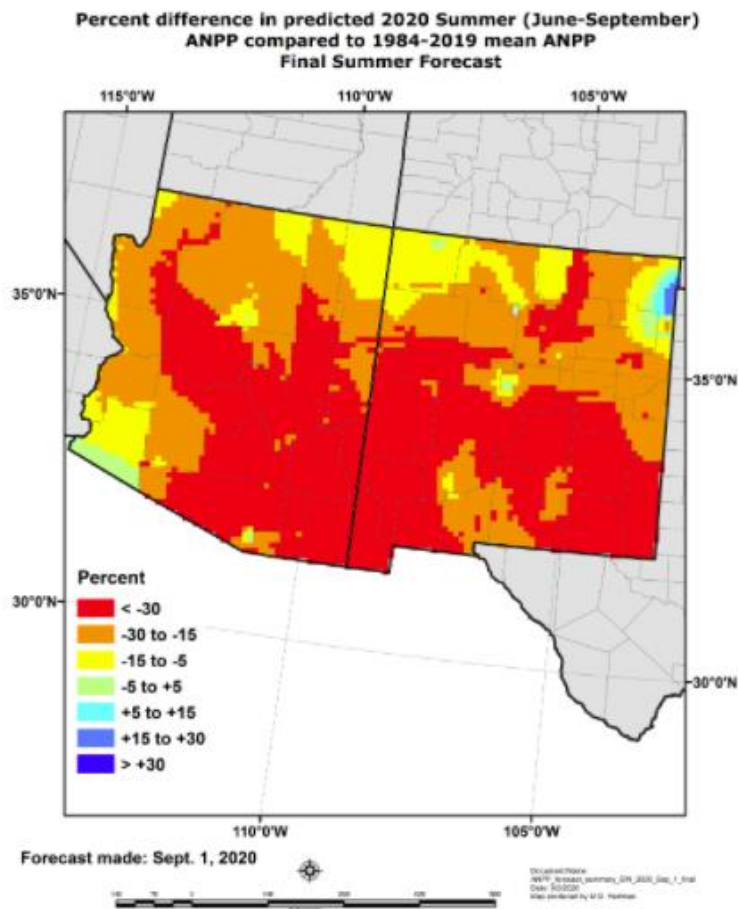 Percent difference in predicted 2020 Summer (June-September)
ANPP compared to 1984-2019 mean ANPP
Final Summer Forecast
115°0'W 110°0'W 105°0'W
35°0'N
35°0'N
Percent
< -30
30°0'N
-30 to -15
-15 to -5
-5 to +5
30°0'N
+5 to +15
+15 to +30
> +30
110°0'W 105°0'W
Forecast made: Sept. 1, 2020